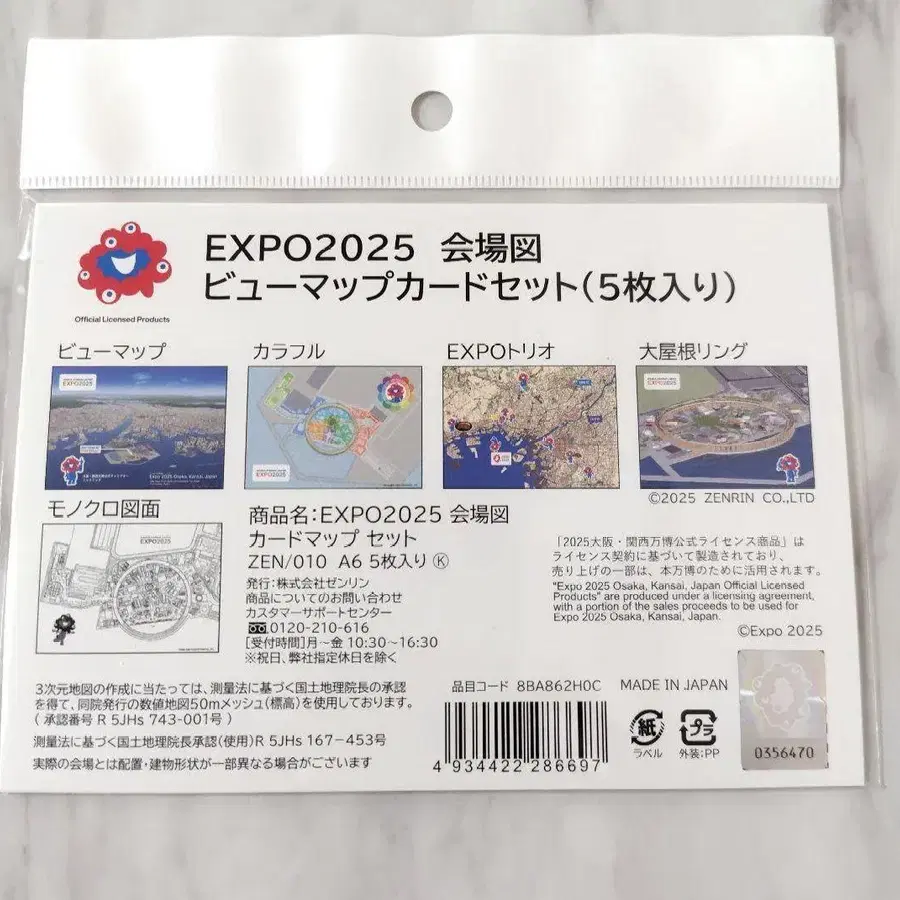 EXPO2025 会場図
ビューマップカードセット(5枚入り)
Official Licensed Products
ビューマップ
カラフル
EXPOトリオ
大屋根リング
EXPO2025
EXPO2025
EXPO2025
Expo 2025 Osaka, Kansai, Japan
©2025 ZENRIN CO.,LTD
モノクロ図面
EXPO2025
商品名:EXPO2025 会場図
カードマップ セット
ZEN/010 A6 5枚入り Ⓚ
発行:株式会社ゼンリン
商品についてのお問い合わせ
カスタマーサポートセンター
0120-210-616
[受付時間]月～金 10:30~16:30
※祝日、弊社指定休日を除く
「2025大阪・関西万博公式ライセンス商品」は
ライセンス契約に基づいて製造されており、
売り上げの一部は、本万博のために活用されます。
"Expo 2025 Osaka, Kansai, Japan Official Licensed
Products" are produced under a licensing agreement,
with a portion of the sales proceeds to be used for
Expo 2025 Osaka, Kansai, Japan.
©Expo 2025
3次元地図の作成に当たっては、測量法に基づく国土地理院長の承認
を得て、同院発行の数値地図50mメッシュ(標高)を使用しております。
(承認番号 R 5JHs 743-001号)
測量法に基づく国土地理院長承認(使用)R 5JHs 167-453号
実際の会場とは配置・建物形状が一部異なる場合がございます
品目コード 8BA862H0C MADE IN JAPAN
4 934422 286697
紙
ラベル
プラ
外装:PP
0356470